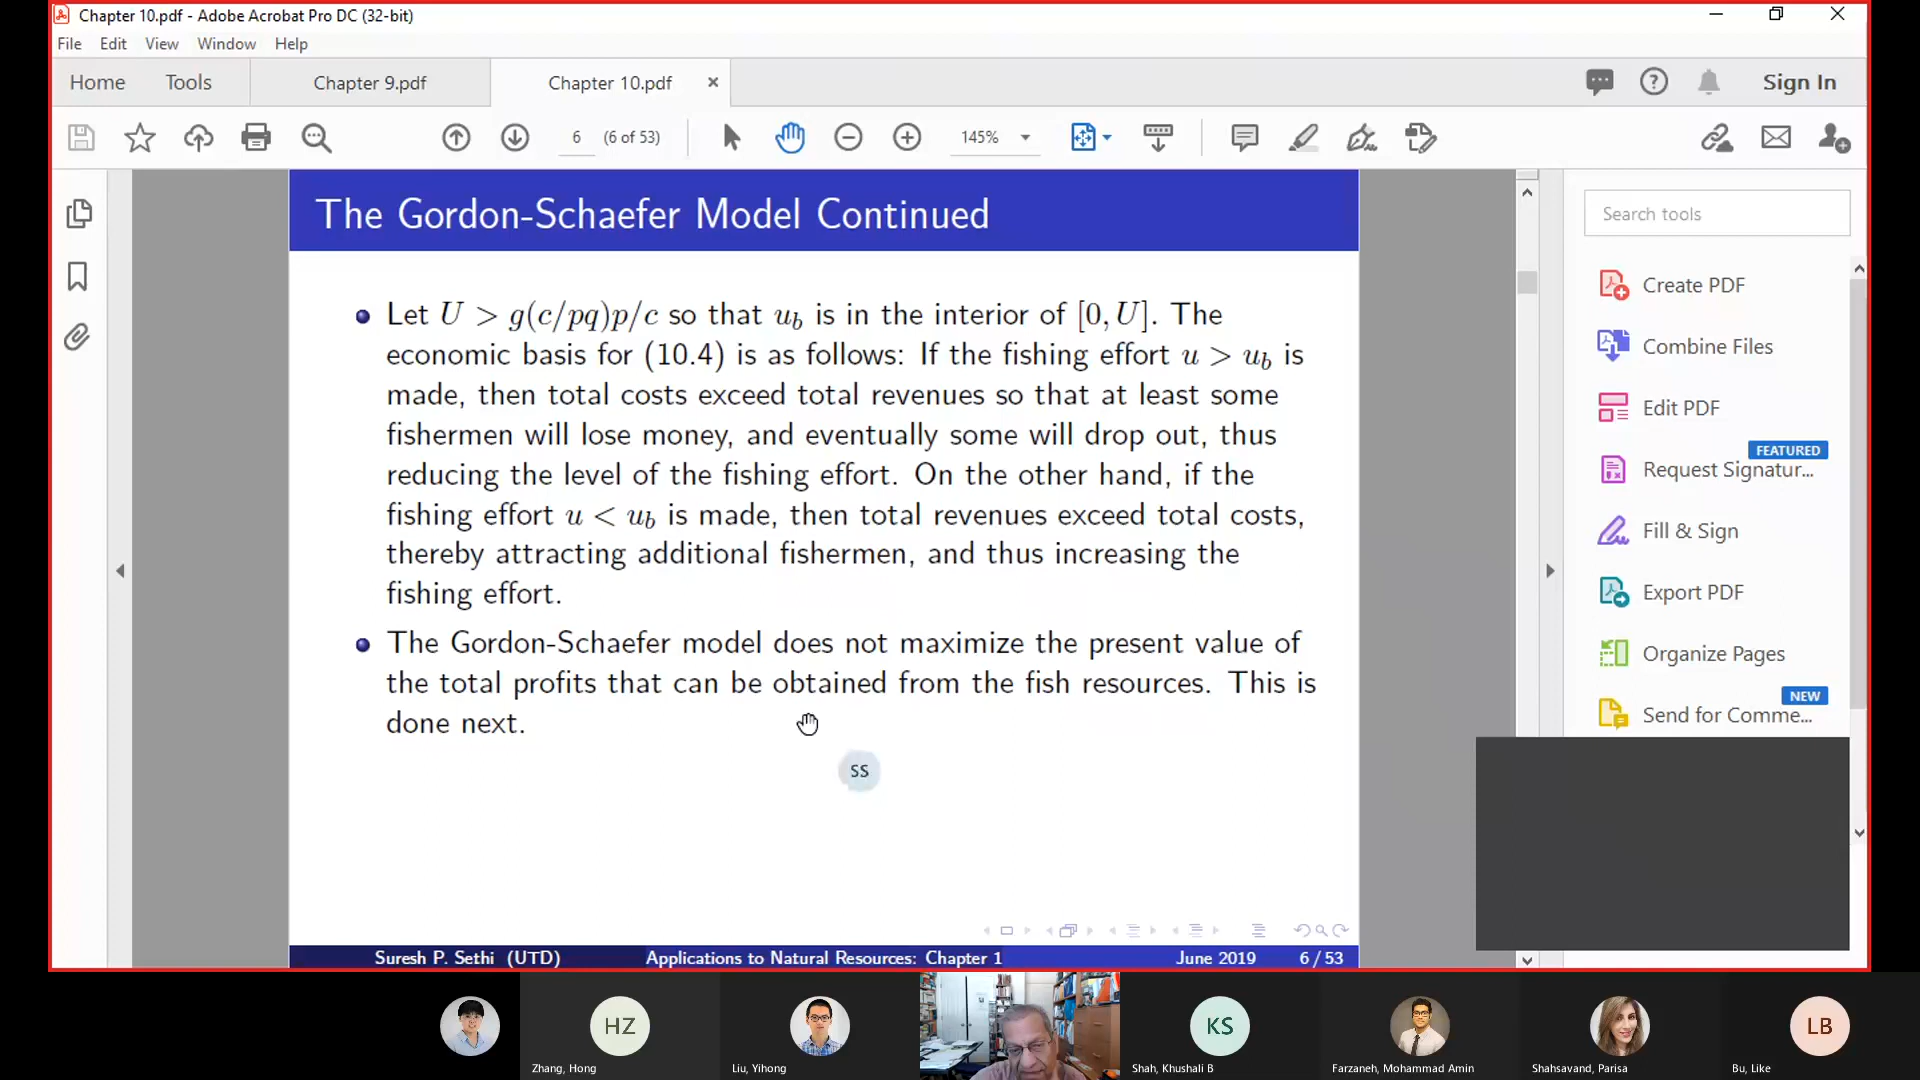 Chapter 10.pdf - Adobe Acrobat Pro DC (32-bit)
File Edit View Window Help
Home Tools Chapter 9.pdf Chapter 10.pdf × Sign In
6 (6 of 53) 145%
The Gordon-Schaefer Model Continued
Let U > g(c/pq)p/c so that u_b is in the interior of [0, U]. The
economic basis for (10.4) is as follows: If the fishing effort u > u_b is
made, then total costs exceed total revenues so that at least some
fishermen will lose money, and eventually some will drop out, thus
reducing the level of the fishing effort. On the other hand, if the
fishing effort u < u_b is made, then total revenues exceed total costs,
thereby attracting additional fishermen, and thus increasing the
fishing effort.
The Gordon-Schaefer model does not maximize the present value of
the total profits that can be obtained from the fish resources. This is
done next.
SS
Suresh P. Sethi (UTD) Applications to Natural Resources: Chapter 1 June 2019 6 / 53
Search tools
Create PDF
Combine Files
Edit PDF
FEATURED
Request Signatur...
Fill & Sign
Export PDF
Organize Pages
NEW
Send for Comme...
HZ KS LB
Zhang, Hong Liu, Yihong Shah, Khushali B Farzaneh, Mohammad Amin Shahsavand, Parisa Bu, Like